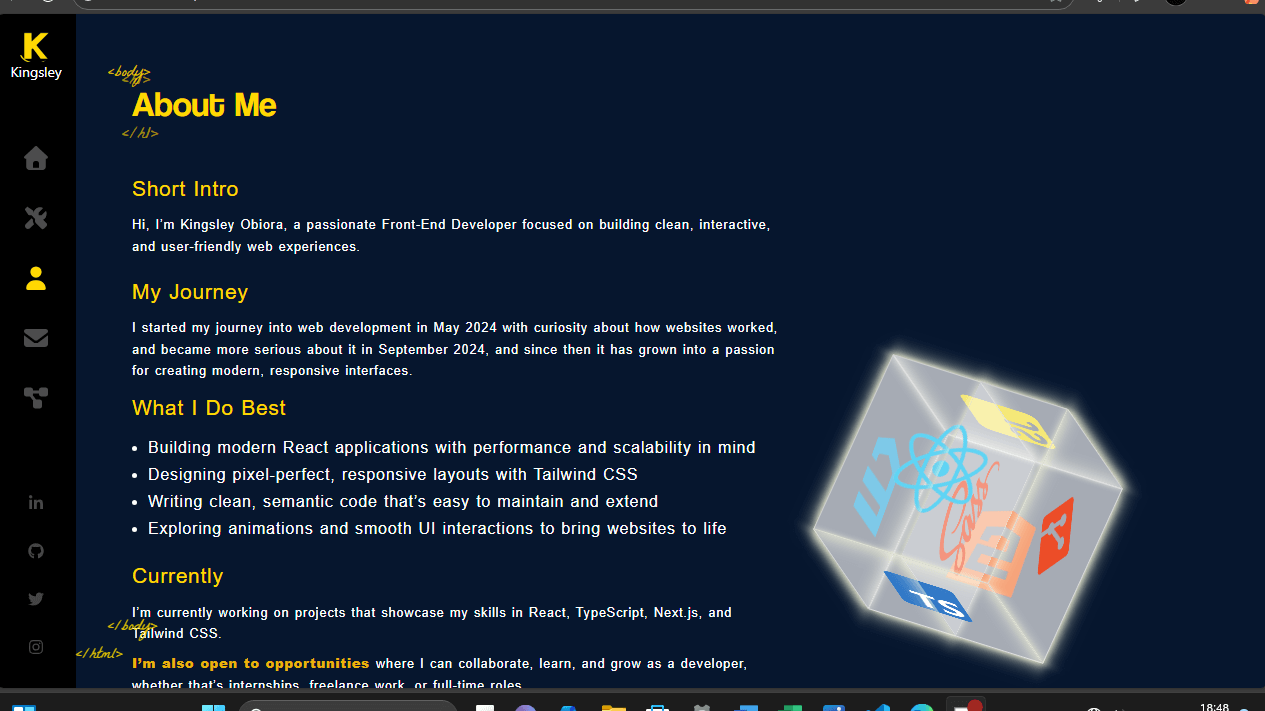 K
Kingsley
<body>
<h1>
About Me
</h1>
Short Intro
Hi, I’m Kingsley Obiora, a passionate Front-End Developer focused on building clean, interactive,
and user-friendly web experiences.
My Journey
I started my journey into web development in May 2024 with curiosity about how websites worked,
and became more serious about it in September 2024, and since then it has grown into a passion
for creating modern, responsive interfaces.
What I Do Best
• Building modern React applications with performance and scalability in mind
• Designing pixel-perfect, responsive layouts with Tailwind CSS
• Writing clean, semantic code that’s easy to maintain and extend
• Exploring animations and smooth UI interactions to bring websites to life
Currently
I’m currently working on projects that showcase my skills in React, TypeScript, Next.js, and
</body>
Tailwind CSS.
</html>
I’m also open to opportunities where I can collaborate, learn, and grow as a developer,
whether that’s internships, freelance work, or full-time roles.
in
TS
18:48